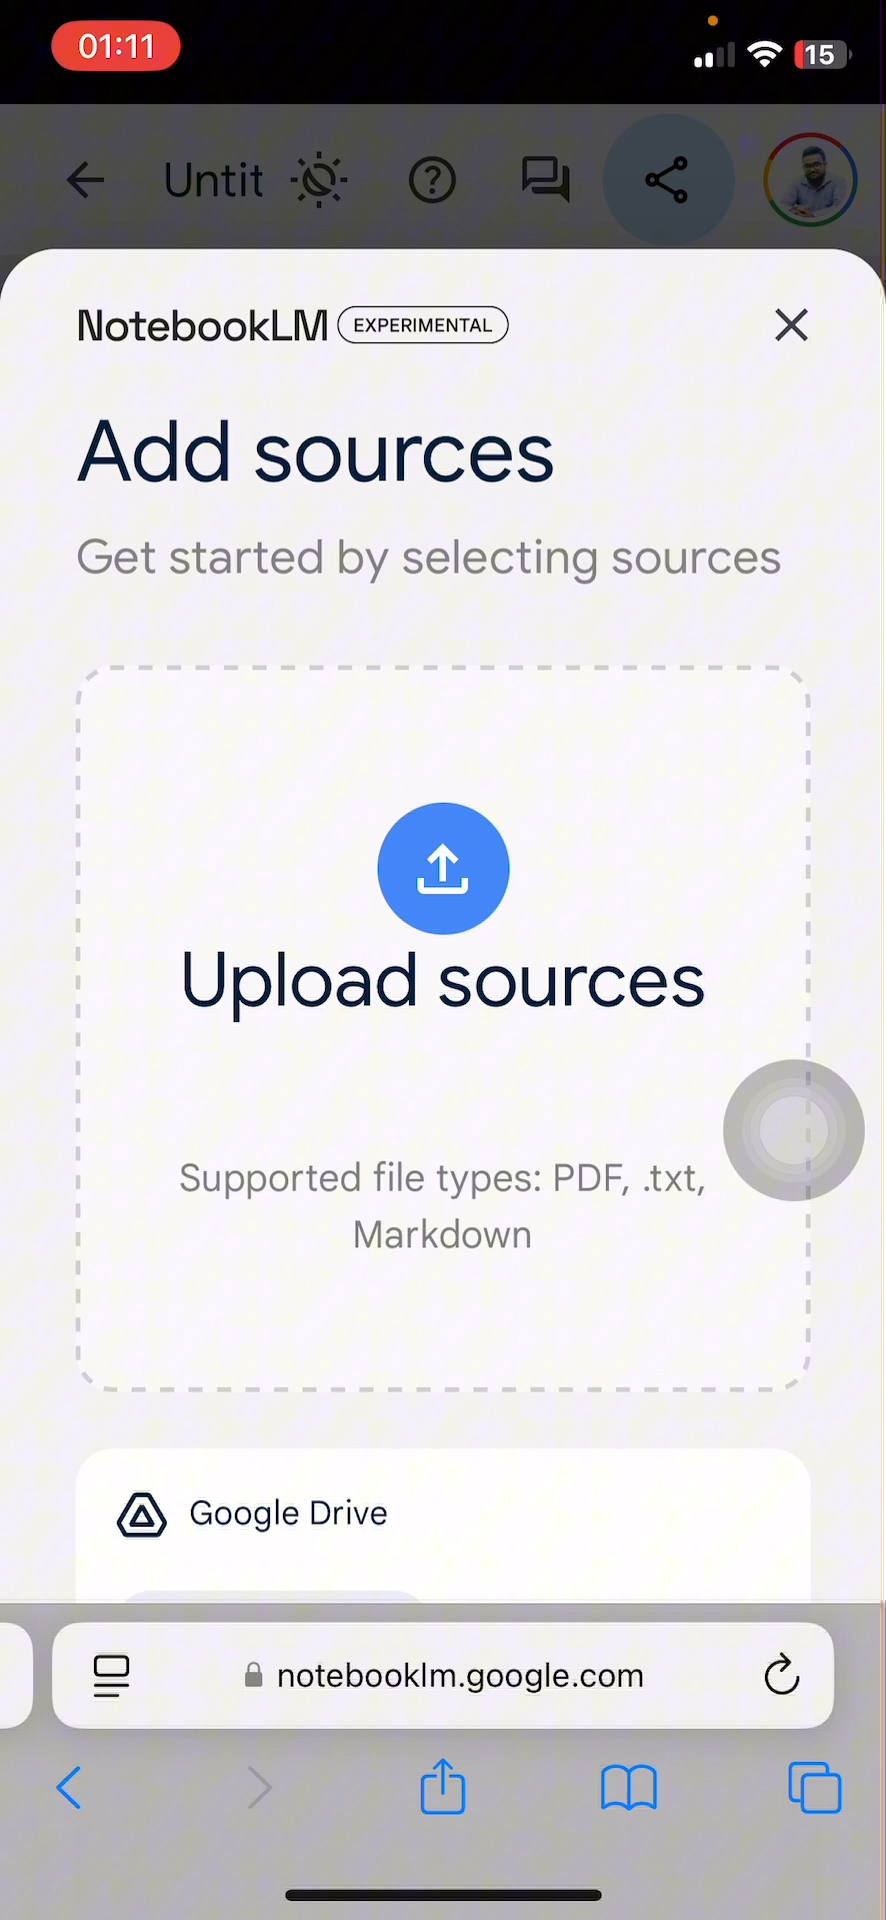 01:11
15
Untit
NotebookLM EXPERIMENTAL
Add sources
Get started by selecting sources
Upload sources
Supported file types: PDF, .txt,
Markdown
Google Drive
notebooklm.google.com